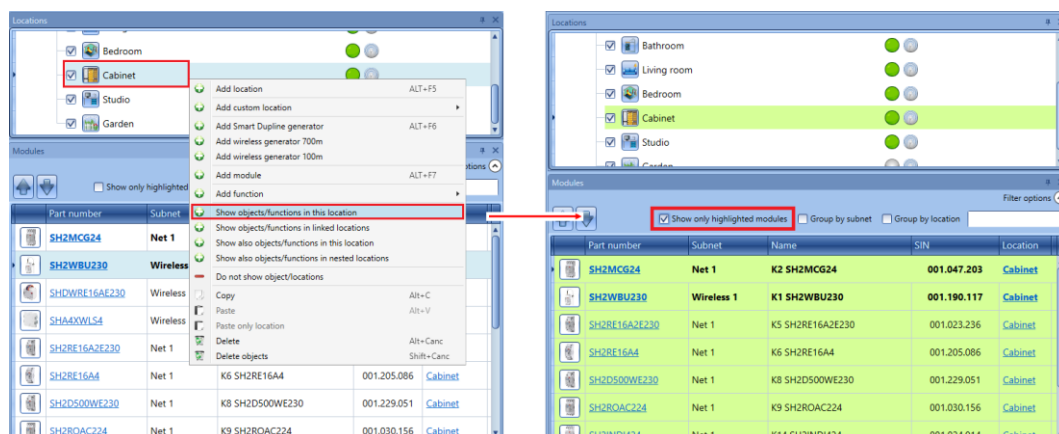 Locations
Bedroom
Cabinet
Studio
Garden
Add location ALT+F5
Add custom location
Add Smart Dupline generator ALT+F6
Add wireless generator 700m
Add wireless generator 100m
Add module ALT+F7
Add function
Show objects/functions in this location
Show objects/functions in linked locations
Show also objects/functions in this location
Show also objects/functions in nested locations
Do not show object/locations
Copy Alt+C
Paste Alt+V
Paste only location
Delete Alt+Canc
Delete objects Shift+Canc
Modules
Show only highlighted
Part number Subnet
SH2MCG24 Net 1
SH2WBU230 Wireless
SHDWRE16AE230 Wireless
SHA4XWLS4 Wireless
SH2RE16A2E230 Net 1
SH2RE16A4 Net 1 K6 SH2RE16A4 001.205.086 Cabinet
SH2D500WE230 Net 1 K8 SH2D500WE230 001.229.051 Cabinet
SH2ROAC224 Net 1 K9 SH2ROAC224 001.030.156 Cabinet
Locations
Bathroom
Living room
Bedroom
Cabinet
Studio
Garden
Modules
Filter options
Show only highlighted modules Group by subnet Group by location
Part number Subnet Name SIN Location
SH2MCG24 Net 1 K2 SH2MCG24 001.047.203 Cabinet
SH2WBU230 Wireless 1 K1 SH2WBU230 001.190.117 Cabinet
SH2RE16A2E230 Net 1 K5 SH2RE16A2E230 001.023.236 Cabinet
SH2RE16A4 Net 1 K6 SH2RE16A4 001.205.086 Cabinet
SH2D500WE230 Net 1 K8 SH2D500WE230 001.229.051 Cabinet
SH2ROAC224 Net 1 K9 SH2ROAC224 001.030.156 Cabinet